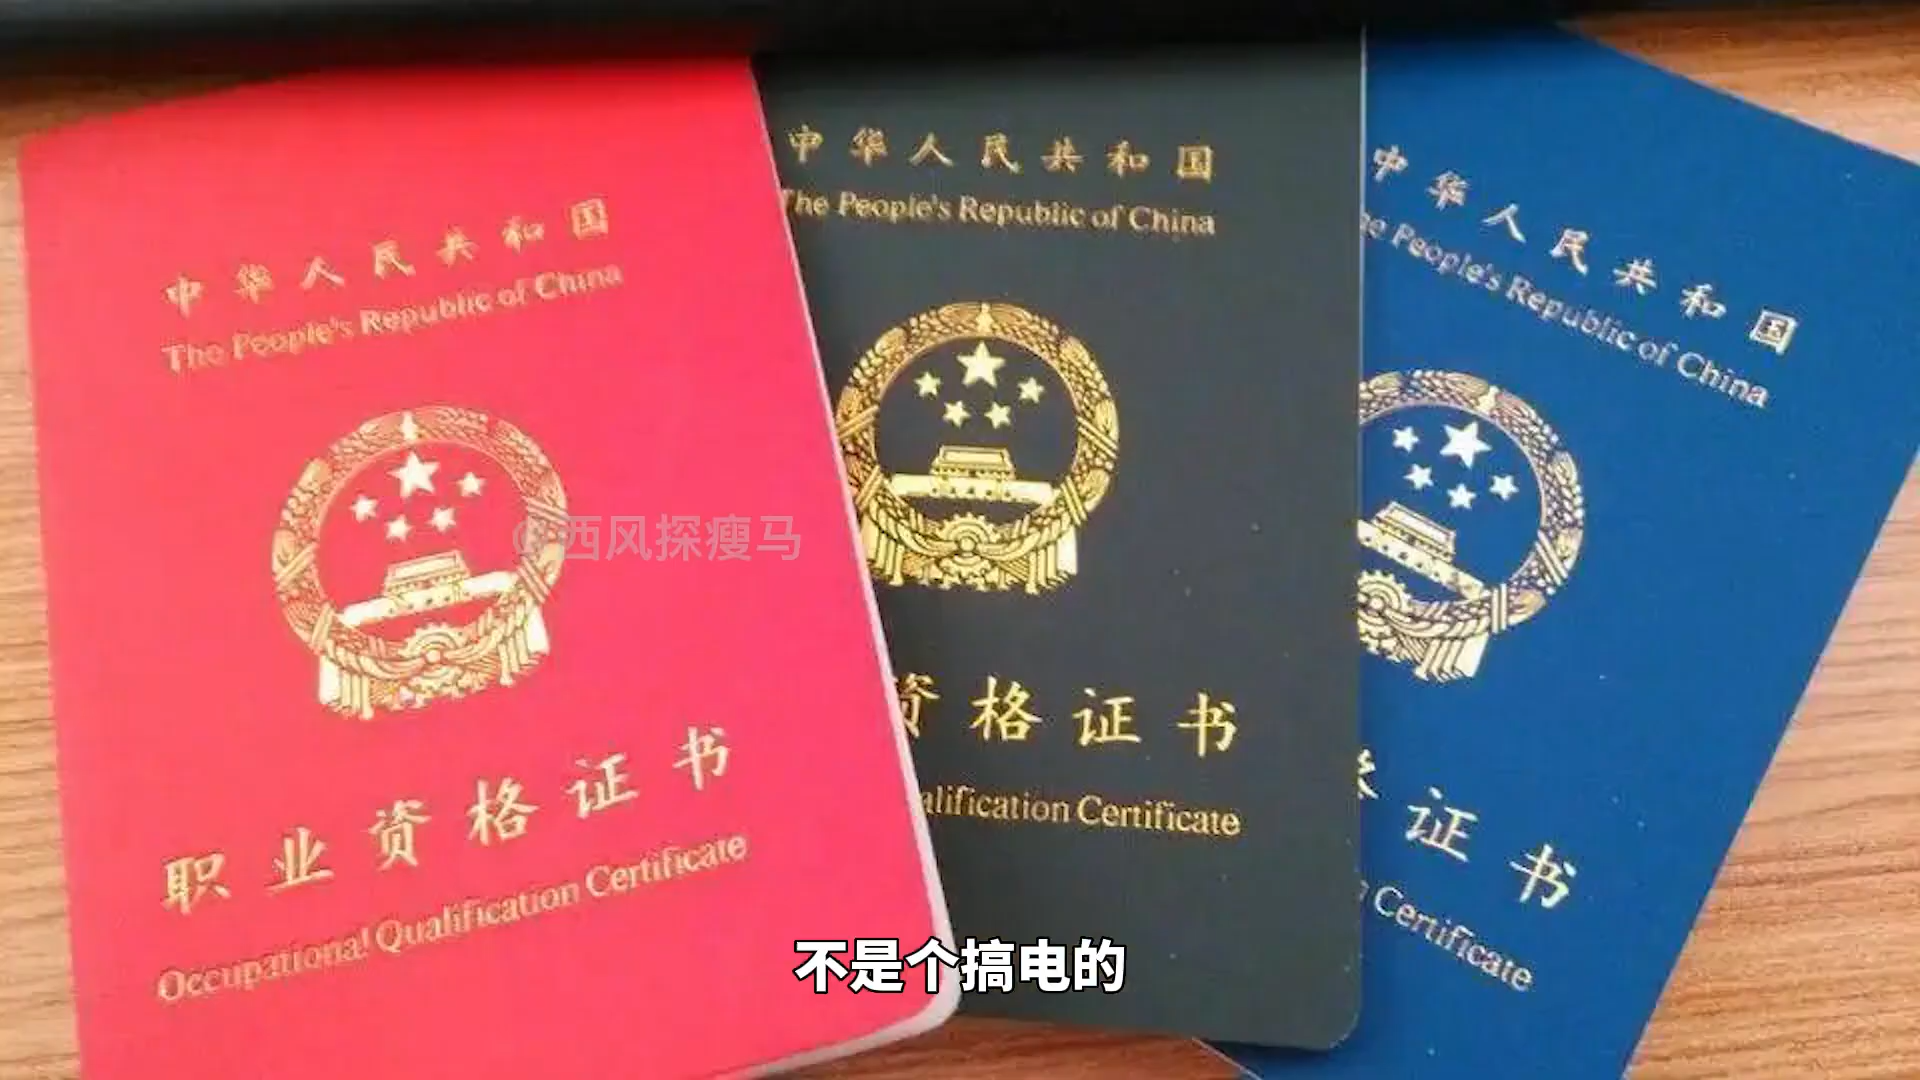 中华人民共和国
The People's Republic of China
职业资格证书
Occupational Qualification Certificate
中华人民共和国
The People's Republic of China
资格证书
alification Certificate
中华人民共和国
he People's Republic of China
证书
Certificate
@西风探瘦马
不是个搞电的